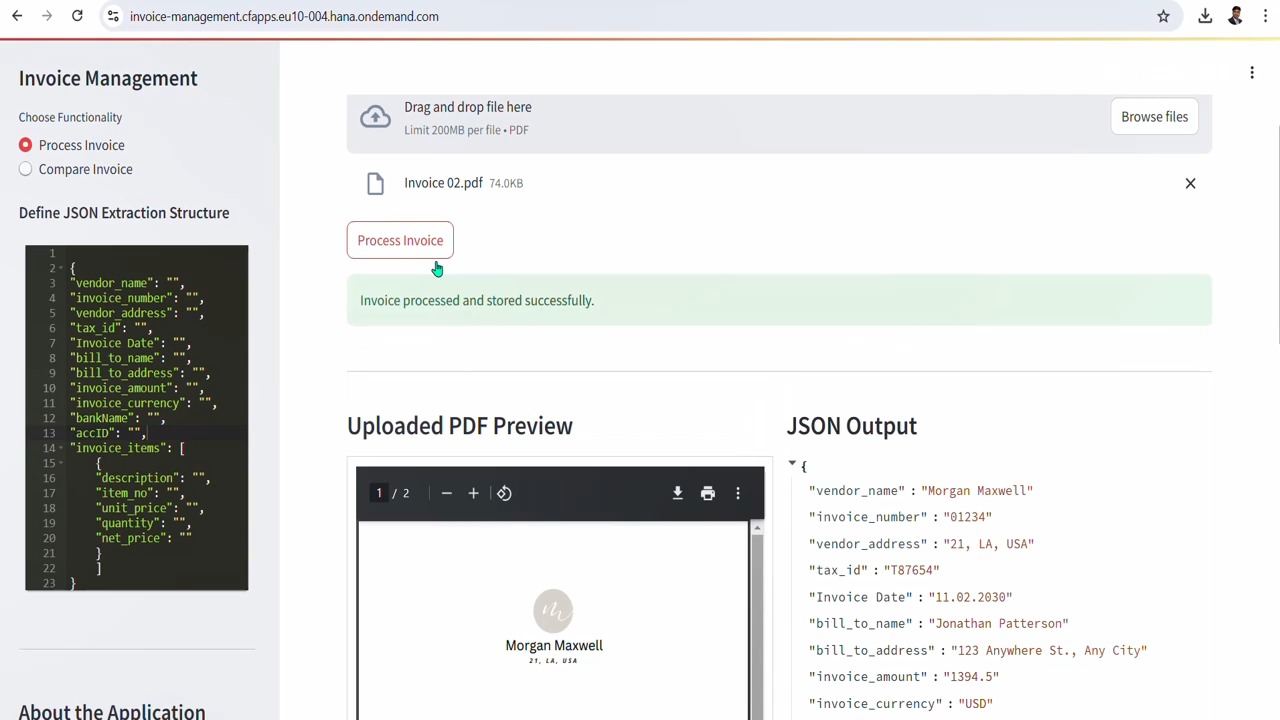 invoice-management.cfapps.eu10-004.hana.ondemand.com
Invoice Management
Choose Functionality
Process Invoice
Compare Invoice
Define JSON Extraction Structure
1
2 {
3 "vendor_name": "",
4 "invoice_number": "",
5 "vendor_address": "",
6 "tax_id": "",
7 "Invoice Date": "",
8 "bill_to_name": "",
9 "bill_to_address": "",
10 "invoice_amount": "",
11 "invoice_currency": "",
12 "bankName": "",
13 "accID": "",
14 "invoice_items": [
15 {
16 "description": "",
17 "item_no": "",
18 "unit_price": "",
19 "quantity": "",
20 "net_price": ""
21 }
22 ]
23 }
About the Application
Drag and drop file here
Limit 200MB per file • PDF
Browse files
Invoice 02.pdf 74.0KB
Process Invoice
Invoice processed and stored successfully.
Uploaded PDF Preview
1 / 2
m
Morgan Maxwell
21, LA, USA
JSON Output
{
"vendor_name" : "Morgan Maxwell"
"invoice_number" : "01234"
"vendor_address" : "21, LA, USA"
"tax_id" : "T87654"
"Invoice Date" : "11.02.2030"
"bill_to_name" : "Jonathan Patterson"
"bill_to_address" : "123 Anywhere St., Any City"
"invoice_amount" : "1394.5"
"invoice_currency" : "USD"